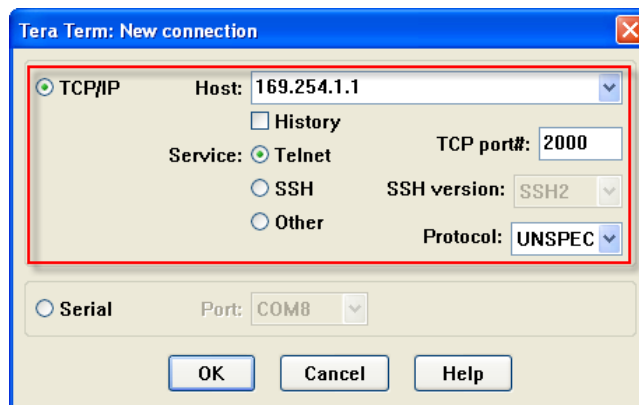 Tera Term: New connection
TCP/IP Host: 169.254.1.1
History
Service: Telnet TCP port#: 2000
SSH SSH version: SSH2
Other Protocol: UNSPEC
Serial Port: COM8
OK Cancel Help